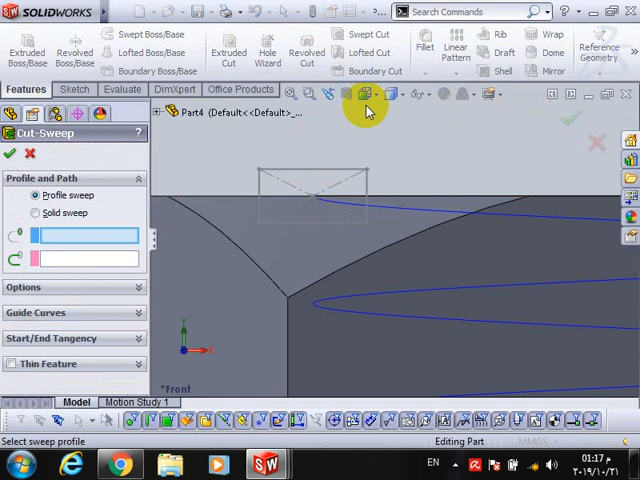 SOLIDWORKS
Search Commands
Extruded Boss/Base
Revolved Boss/Base
Swept Boss/Base
Lofted Boss/Base
Boundary Boss/Base
Extruded Cut
Hole Wizard
Revolved Cut
Swept Cut
Lofted Cut
Boundary Cut
Fillet
Linear Pattern
Rib
Draft
Shell
Wrap
Dome
Mirror
Reference Geometry
Features
Sketch
Evaluate
DimXpert
Office Products
Part4 (Default<<Default>_...
Cut-Sweep
?
Profile and Path
Profile sweep
Solid sweep
Options
Guide Curves
Start/End Tangency
Thin Feature
Y
X
*Front
Model
Motion Study 1
Select sweep profile
Editing Part
MMGS
EN
01:17 م
٢٠١٩/١٠/٢١